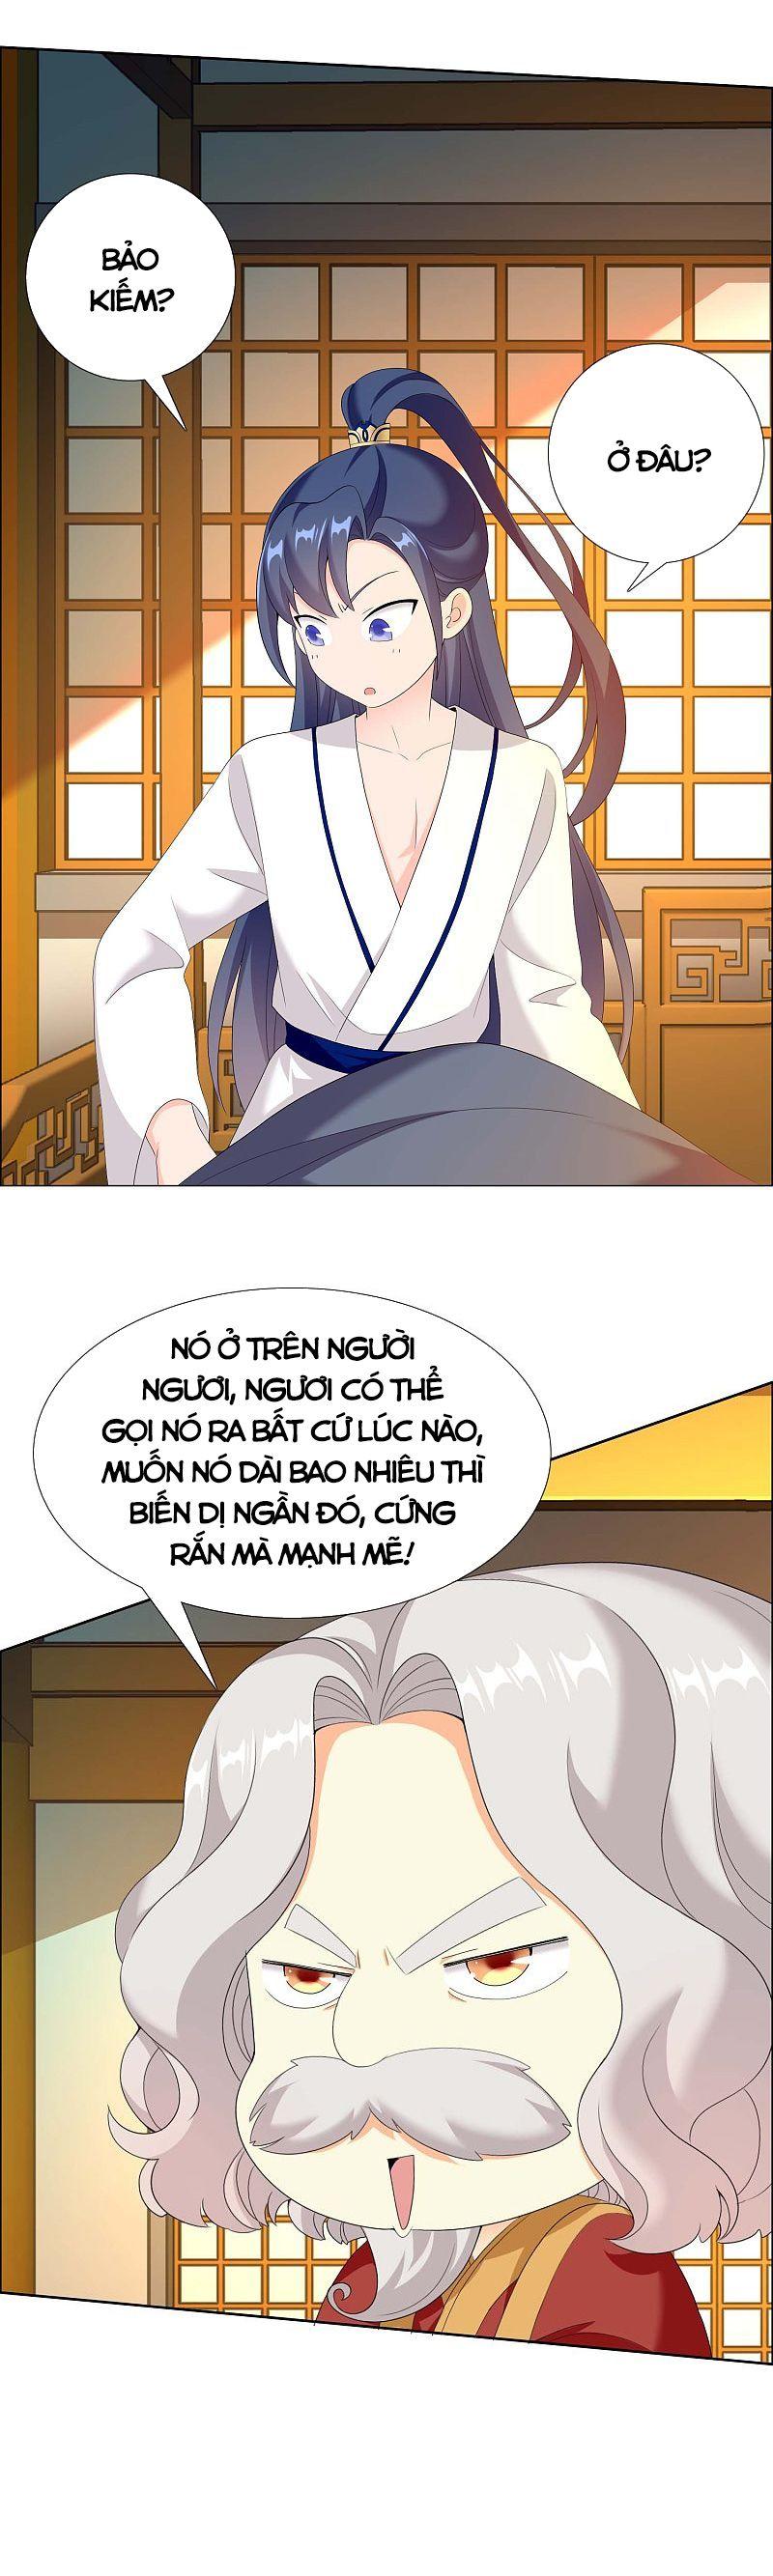 BẢO
KIẾM?
Ở ĐÂU?
NÓ Ở TRÊN NGƯỜI
NGƯƠI, NGƯƠI CÓ THỂ
GỌI NÓ RA BẤT CỨ LÚC NÀO,
MUỐN NÓ DÀI BAO NHIÊU THÌ
BIẾN DỊ NGẦN ĐÓ, CỨNG
RẮN MÀ MẠNH MẼ!